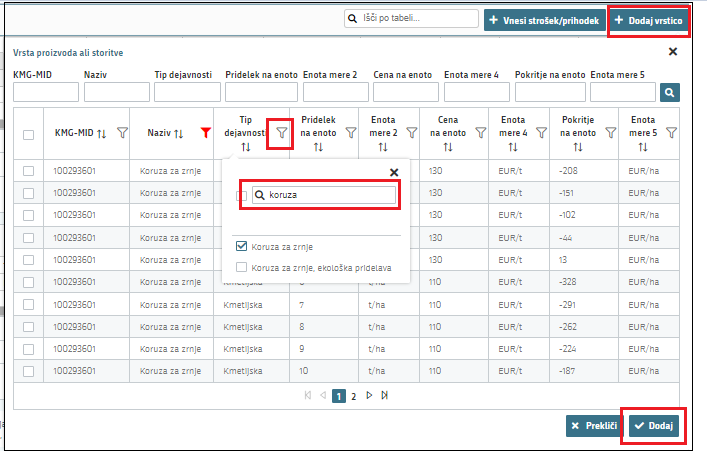 Išči po tabeli...
Vnesi strošek/prihodek
Dodaj vrstico
Vrsta proizvoda ali storitve
KMG-MID Naziv Tip dejavnosti Pridelek na enoto Enota mere 2 Cena na enoto Enota mere 4 Pokritje na enoto Enota mere 5
KMG-MID Naziv Tip dejavnosti Pridelek na enoto Enota mere 2 Cena na enoto Enota mere 4 Pokritje na enoto Enota mere 5
100293601 Koruza za zrnje 130 EUR/t -208 EUR/ha
100293601 Koruza za zrnje 130 EUR/t -151 EUR/ha
100293601 Koruza za zrnje 130 EUR/t -102 EUR/ha
100293601 Koruza za zrnje 130 EUR/t -44 EUR/ha
100293601 Koruza za zrnje 130 EUR/t 13 EUR/ha
100293601 Koruza za zrnje 110 EUR/t -328 EUR/ha
100293601 Koruza za zrnje Kmetijska 7 t/ha 110 EUR/t -291 EUR/ha
100293601 Koruza za zrnje Kmetijska 8 t/ha 110 EUR/t -262 EUR/ha
100293601 Koruza za zrnje Kmetijska 9 t/ha 110 EUR/t -224 EUR/ha
100293601 Koruza za zrnje Kmetijska 10 t/ha 110 EUR/t -187 EUR/ha
koruza
Koruza za zrnje
Koruza za zrnje, ekološka pridelava
1 2
Prekliči
Dodaj